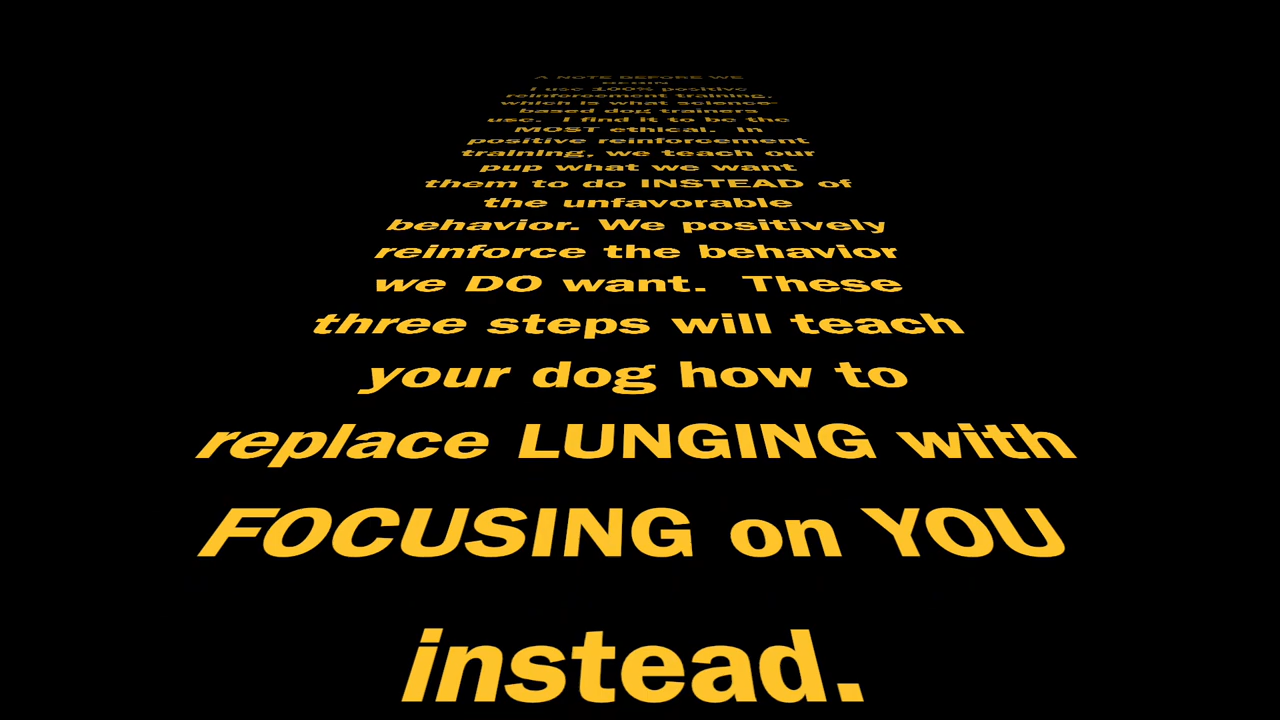 A NOTE BEFORE WE
BEGIN
I use 100% positive
reinforcement training,
which is what science-
based dog trainers
use.  I find it to be the
MOST ethical.  In
positive reinforcement
training, we teach our
pup what we want
them to do INSTEAD of
the unfavorable
behavior. We positively
reinforce the behavior
we DO want.  These
three steps will teach
your dog how to
replace LUNGING with
FOCUSING on YOU
instead.